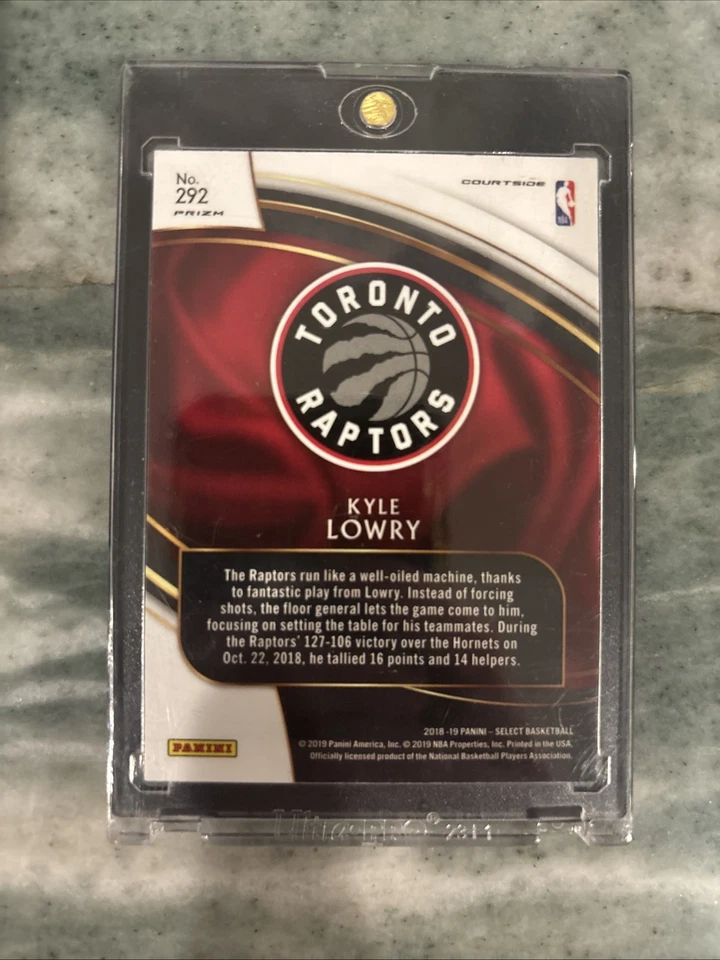 No.
292
PRIZM
COURTSIDE
NBA
TORONTO
RAPTORS
KYLE
LOWRY
The Raptors run like a well-oiled machine, thanks
to fantastic play from Lowry. Instead of forcing
shots, the floor general lets the game come to him,
focusing on setting the table for his teammates. During
the Raptors' 127-106 victory over the Hornets on
Oct. 22, 2018, he tallied 16 points and 14 helpers.
2018-19 PANINI – SELECT BASKETBALL
PANINI
© 2019 Panini America, Inc. © 2019 NBA Properties, Inc. Printed in the USA.
Officially licensed product of the National Basketball Players Association.